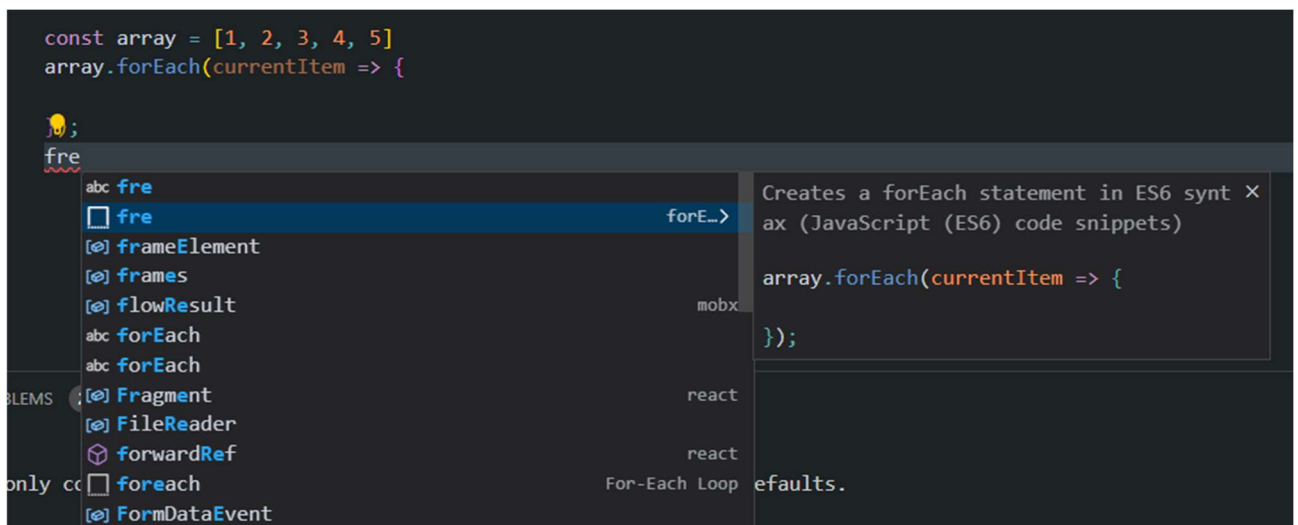 const array = [1, 2, 3, 4, 5]
array.forEach(currentItem => {
});
fre
abc fre
fre forE…>
frameElement
frames
flowResult mobx
abc forEach
abc forEach
Fragment react
FileReader
forwardRef react
foreach For-Each Loop
FormDataEvent
Creates a forEach statement in ES6 synt ×
ax (JavaScript (ES6) code snippets)
array.forEach(currentItem => {
});
BLEMS
only co
efaults.